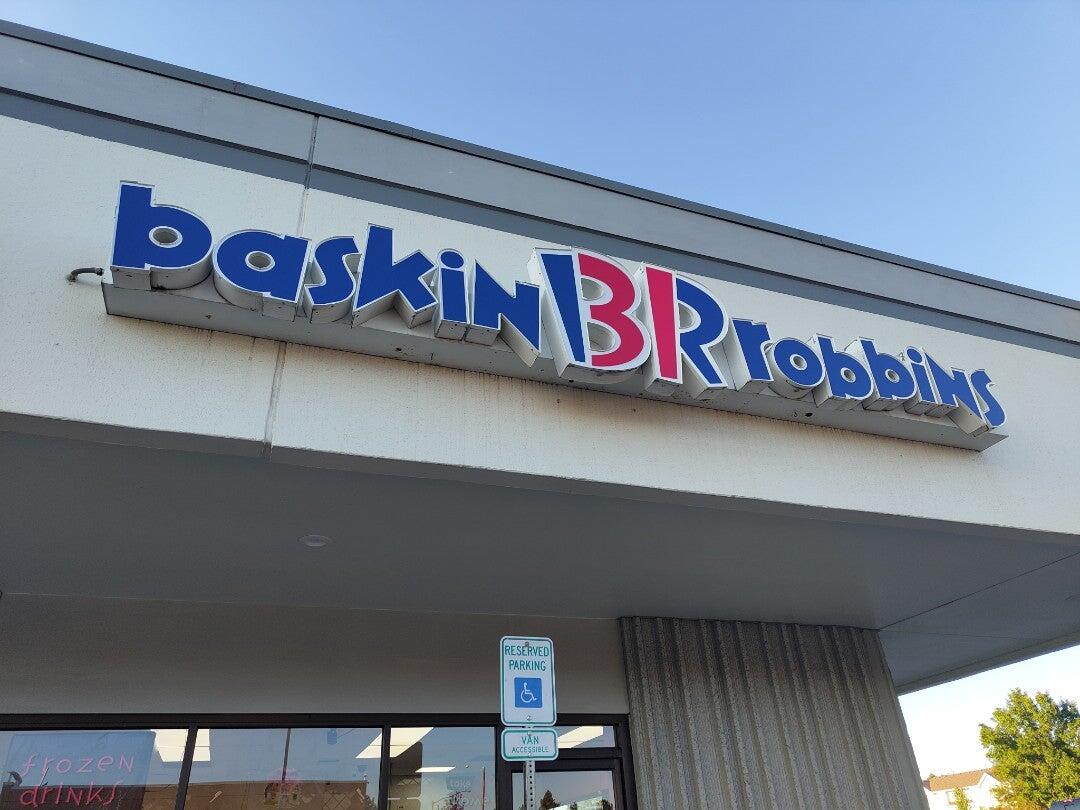 baskin BR robbins
RESERVED
PARKING
VAN
ACCESSIBLE
frozen
drinks